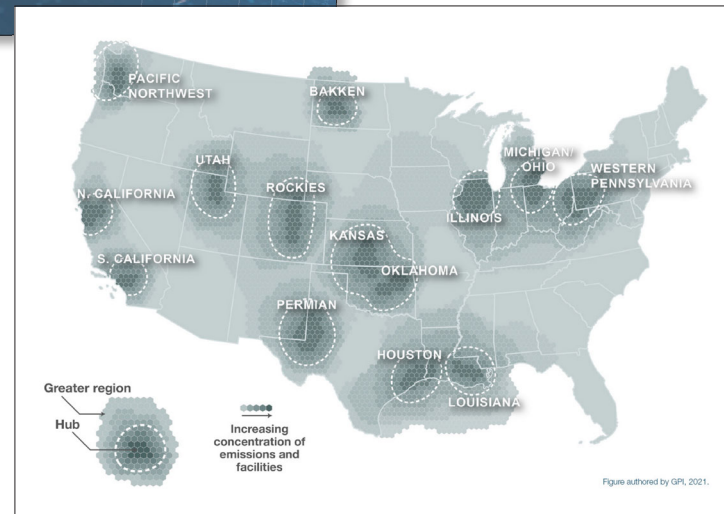 PACIFIC
NORTHWEST
BAKKEN
UTAH
ROCKIES
N. CALIFORNIA
S. CALIFORNIA
KANSAS
OKLAHOMA
PERMIAN
ILLINOIS
MICHIGAN/
OHIO
WESTERN
PENNSYLVANIA
HOUSTON
LOUISIANA
Greater region
Hub
Increasing
concentration of
emissions and
facilities
Figure authored by GPI, 2021.